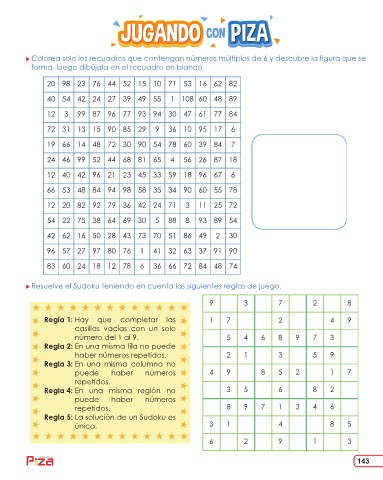 JUGANDO CON PIZA
Colorea solo los recuadros que contengan números múltiplos de 6 y descubre la figura que se
forma, luego dibújala en el recuadro en blanco.
20 98 23 76 44 52 15 10 71 53 16 62 82
40 54 42 24 27 39 49 55 1 108 60 48 89
12 3 99 87 96 77 93 94 30 47 61 77 84
72 31 13 15 90 85 29 9 36 10 95 17 6
19 66 14 48 72 30 90 54 78 60 39 84 7
24 46 99 52 44 68 81 65 4 56 26 87 18
12 40 42 96 21 23 45 33 59 18 96 67 6
66 53 48 84 94 98 58 35 34 90 60 55 78
12 20 82 92 79 36 42 24 71 3 11 25 72
54 22 75 38 64 69 30 5 88 8 93 89 54
42 62 16 50 28 43 73 70 51 86 49 2 30
96 57 27 97 80 76 1 41 32 63 37 91 90
83 60 24 18 12 78 6 36 66 72 84 48 74
Resuelve el Sudoku teniendo en cuenta las siguientes reglas de juego.
Regla 1: Hay que completar las
casillas vacías con un solo
número del 1 al 9.
Regla 2: En una misma fila no puede
haber números repetidos.
Regla 3: En una misma columna no
puede haber números
repetidos.
Regla 4: En una misma región no
puede haber números
repetidos.
Regla 5: La solución de un Sudoku es
única.
9 3 7 2 8
1 7 2 4 9
5 4 6 8 9 7 3
2 1 3 5 9
4 9 8 5 2 1 7
3 5 6 8 2
8 9 7 1 3 4 6
3 1 4 8 5
6 2 9 1 3
Piza
143